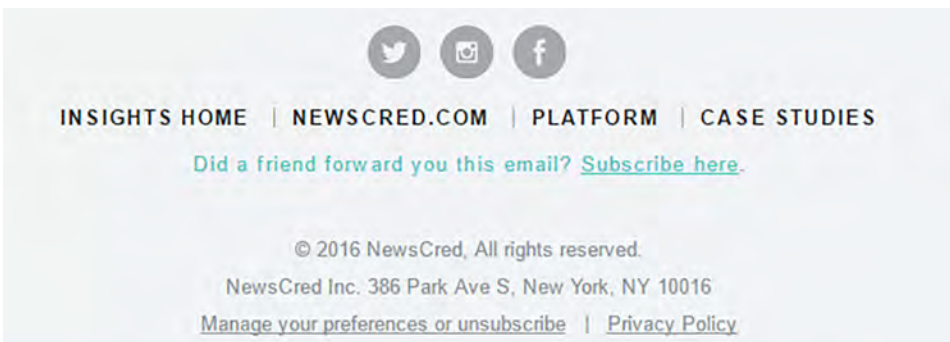 INSIGHTS HOME | NEWSCRED.COM | PLATFORM | CASE STUDIES
Did a friend forward you this email? Subscribe here.
© 2016 NewsCred, All rights reserved.
NewsCred Inc. 386 Park Ave S, New York, NY 10016
Manage your preferences or unsubscribe | Privacy Policy